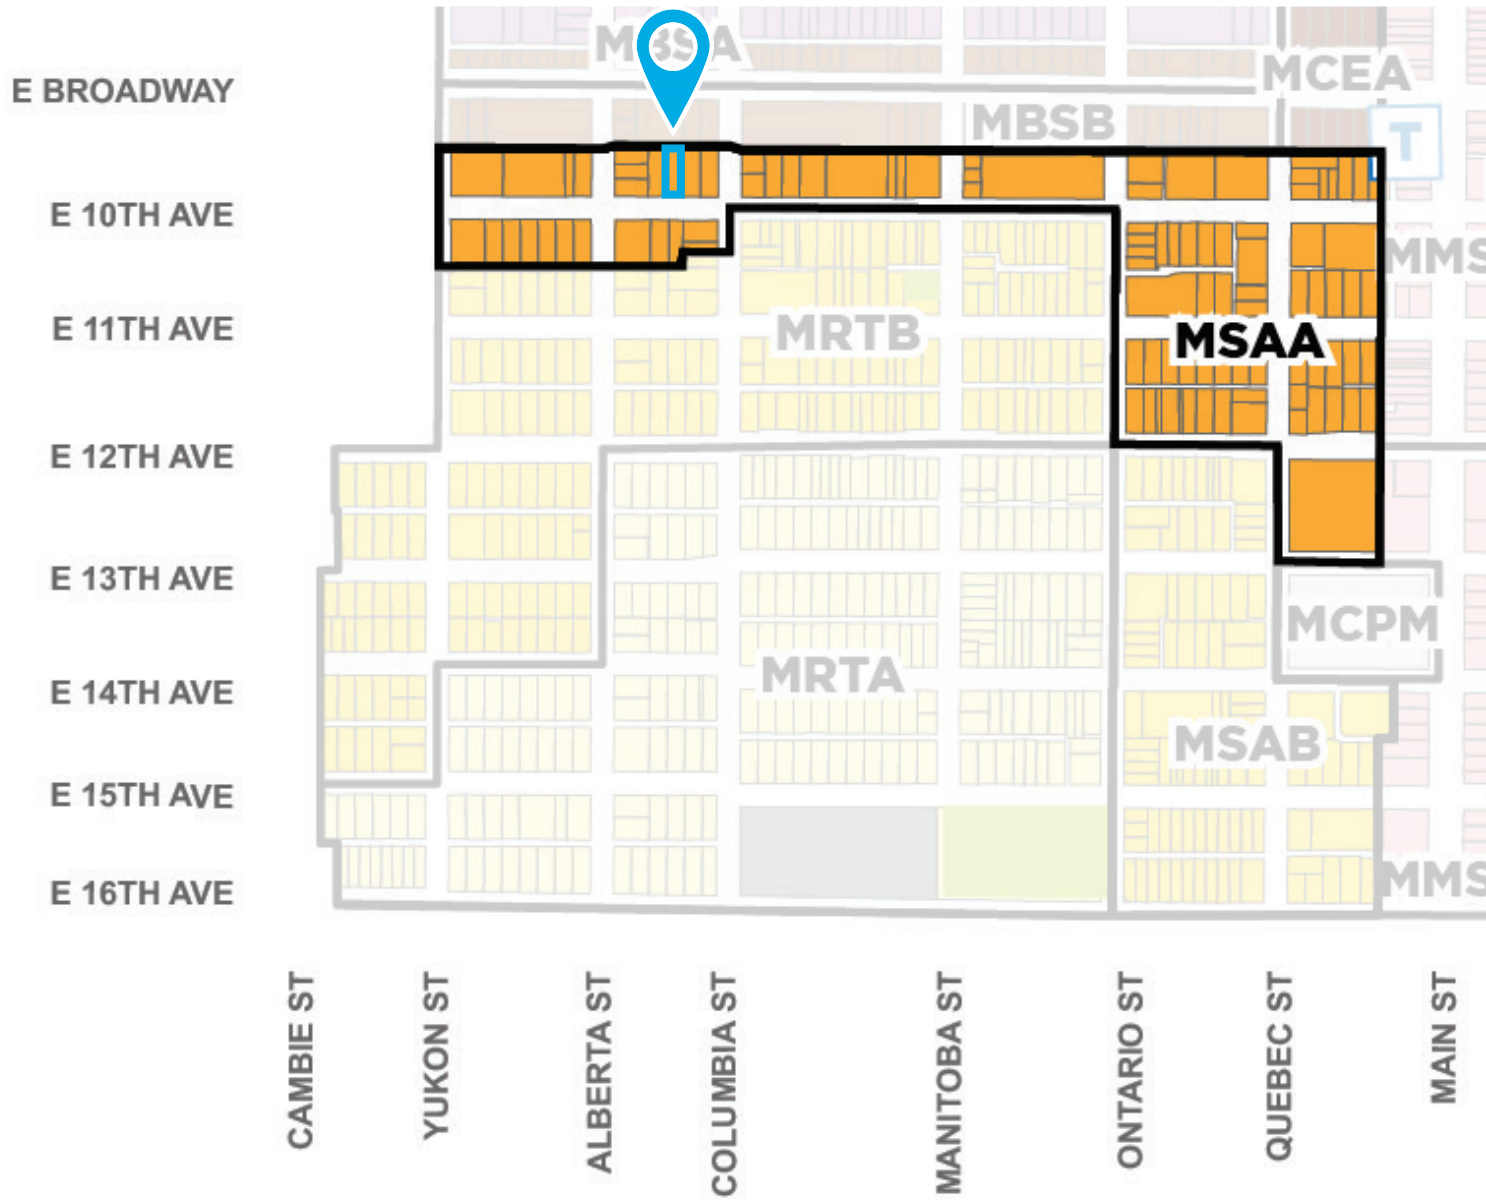 MBSA
E BROADWAY
MCEA
MBSB
T
E 10TH AVE
MMS
E 11TH AVE
MRTB
MSAA
E 12TH AVE
E 13TH AVE
MCPM
MRTA
E 14TH AVE
MSAB
E 15TH AVE
E 16TH AVE
MMS
CAMBIE ST
YUKON ST
ALBERTA ST
COLUMBIA ST
MANITOBA ST
ONTARIO ST
QUEBEC ST
MAIN ST